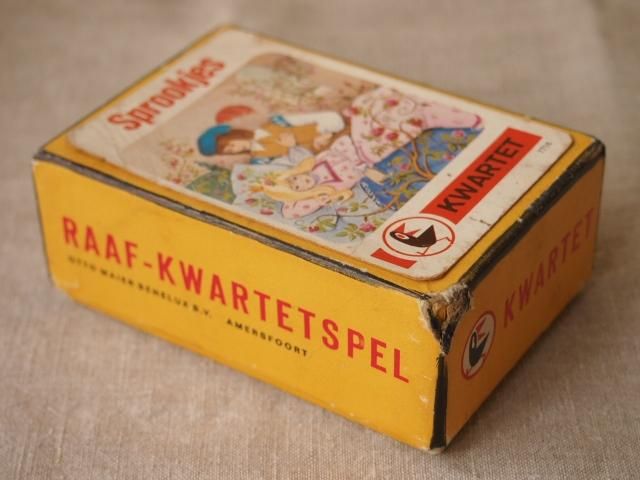 Sprookjes
KWARTET
RAAF-KWARTETSPEL
OTTO MAIER BENELUX B.V. AMERSFOORT
KWARTET